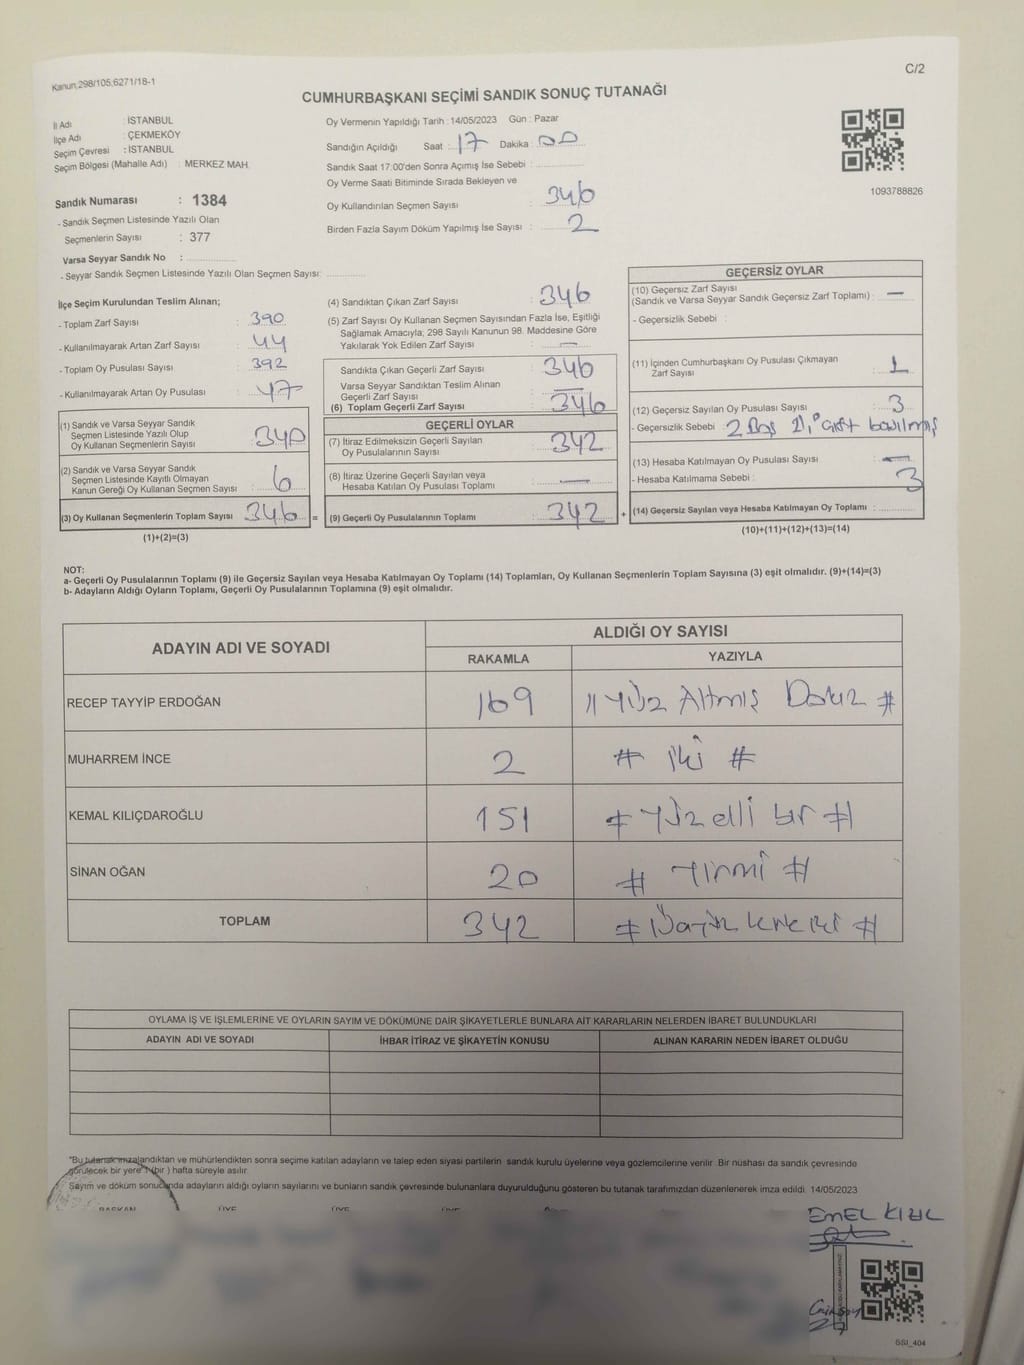 Kanun;298/105;6271/18-1
C/2
CUMHURBAŞKANI SEÇİMİ SANDIK SONUÇ TUTANAĞI
İl Adı : İSTANBUL
İlçe Adı : ÇEKMEKÖY
Seçim Çevresi : İSTANBUL
Seçim Bölgesi (Mahalle Adı) : MERKEZ MAH.
Sandık Numarası : 1384
- Sandık Seçmen Listesinde Yazılı Olan
Seçmenlerin Sayısı : 377
Varsa Seyyar Sandık No :
- Seyyar Sandık Seçmen Listesinde Yazılı Olan Seçmen Sayısı:
Oy Vermenin Yapıldığı Tarih : 14/05/2023 Gün : Pazar
Sandığın Açıldığı Saat : 17 Dakika : 00
Sandık Saat 17:00'den Sonra Açımış İse Sebebi :
Oy Verme Saati Bitiminde Sırada Bekleyen ve
Oy Kullandırılan Seçmen Sayısı : 346
Birden Fazla Sayım Döküm Yapılmış İse Sayısı : 2
1093788826
İlçe Seçim Kurulundan Teslim Alınan;
- Toplam Zarf Sayısı : 390
- Kullanılmayarak Artan Zarf Sayısı : 44
- Toplam Oy Pusulası Sayısı : 392
- Kullanılmayarak Artan Oy Pusulası : 47
(1) Sandık ve Varsa Seyyar Sandık
Seçmen Listesinde Yazılı Olup
Oy Kullanan Seçmenlerin Sayısı : 340
(2) Sandık ve Varsa Seyyar Sandık
Seçmen Listesinde Kayıtlı Olmayan
Kanun Gereği Oy Kullanan Seçmen Sayısı : 6
(3) Oy Kullanan Seçmenlerin Toplam Sayısı : 346 =
(1)+(2)=(3)
(4) Sandıktan Çıkan Zarf Sayısı : 346
(5) Zarf Sayısı Oy Kullanan Seçmen Sayısından Fazla İse, Eşitliği
Sağlamak Amacıyla; 298 Sayılı Kanunun 98. Maddesine Göre
Yakılarak Yok Edilen Zarf Sayısı : —
Sandıkta Çıkan Geçerli Zarf Sayısı : 346
Varsa Seyyar Sandıktan Teslim Alınan
Geçerli Zarf Sayısı : —
(6) Toplam Geçerli Zarf Sayısı : 346
GEÇERLİ OYLAR
(7) İtiraz Edilmeksizin Geçerli Sayılan
Oy Pusulalarının Sayısı : 342
(8) İtiraz Üzerine Geçerli Sayılan veya
Hesaba Katılan Oy Pusulası Toplamı : —
(9) Geçerli Oy Pusulalarının Toplamı : 342 +
GEÇERSİZ OYLAR
(10) Geçersiz Zarf Sayısı
(Sandık ve Varsa Seyyar Sandık Geçersiz Zarf Toplamı) : —
- Geçersizlik Sebebi :
(11) İçinden Cumhurbaşkanı Oy Pusulası Çıkmayan
Zarf Sayısı : 1
(12) Geçersiz Sayılan Oy Pusulası Sayısı : 3
- Geçersizlik Sebebi : 2 Boş 1, çift basılmış
(13) Hesaba Katılmayan Oy Pusulası Sayısı : —
- Hesaba Katılmama Sebebi : 3
(14) Geçersiz Sayılan veya Hesaba Katılmayan Oy Toplamı :
(10)+(11)+(12)+(13)=(14)
NOT:
a- Geçerli Oy Pusulalarının Toplamı (9) ile Geçersiz Sayılan veya Hesaba Katılmayan Oy Toplamı (14) Toplamları, Oy Kullanan Seçmenlerin Toplam Sayısına (3) eşit olmalıdır. (9)+(14)=(3)
b- Adayların Aldığı Oyların Toplamı, Geçerli Oy Pusulalarının Toplamına (9) eşit olmalıdır.
ADAYIN ADI VE SOYADI ALDIĞI OY SAYISI
RAKAMLA YAZIYLA
RECEP TAYYİP ERDOĞAN 169 // Yüz Altmış Dokuz #
MUHARREM İNCE 2 # iki #
KEMAL KILIÇDAROĞLU 151 # Yüz elli bir #
SİNAN OĞAN 20 # Yirmi #
TOPLAM 342 # Üçyüz kırk iki #
OYLAMA İŞ VE İŞLEMLERİNE VE OYLARIN SAYIM VE DÖKÜMÜNE DAİR ŞİKAYETLERLE BUNLARA AİT KARARLARIN NELERDEN İBARET BULUNDUKLARI
ADAYIN ADI VE SOYADI İHBAR İTİRAZ VE ŞİKAYETİN KONUSU ALINAN KARARIN NEDEN İBARET OLDUĞU
"Bu tutanak imzalandıktan ve mühürlendikten sonra seçime katılan adayların ve talep eden siyasi partilerin sandık kurulu üyelerine veya gözlemcilerine verilir. Bir nüshası da sandık çevresinde
görülecek bir yere 1 (bir ) hafta süreyle asılır.
Sayım ve döküm sonucunda adayların aldığı oyların sayılarını ve bunların sandık çevresinde bulunanlara duyurulduğunu gösteren bu tutanak tarafımızdan düzenlenerek imza edildi. 14/05/2023
BAŞKAN ÜYE ÜYE ÜYE
EMEL KIZIL
SSI_404